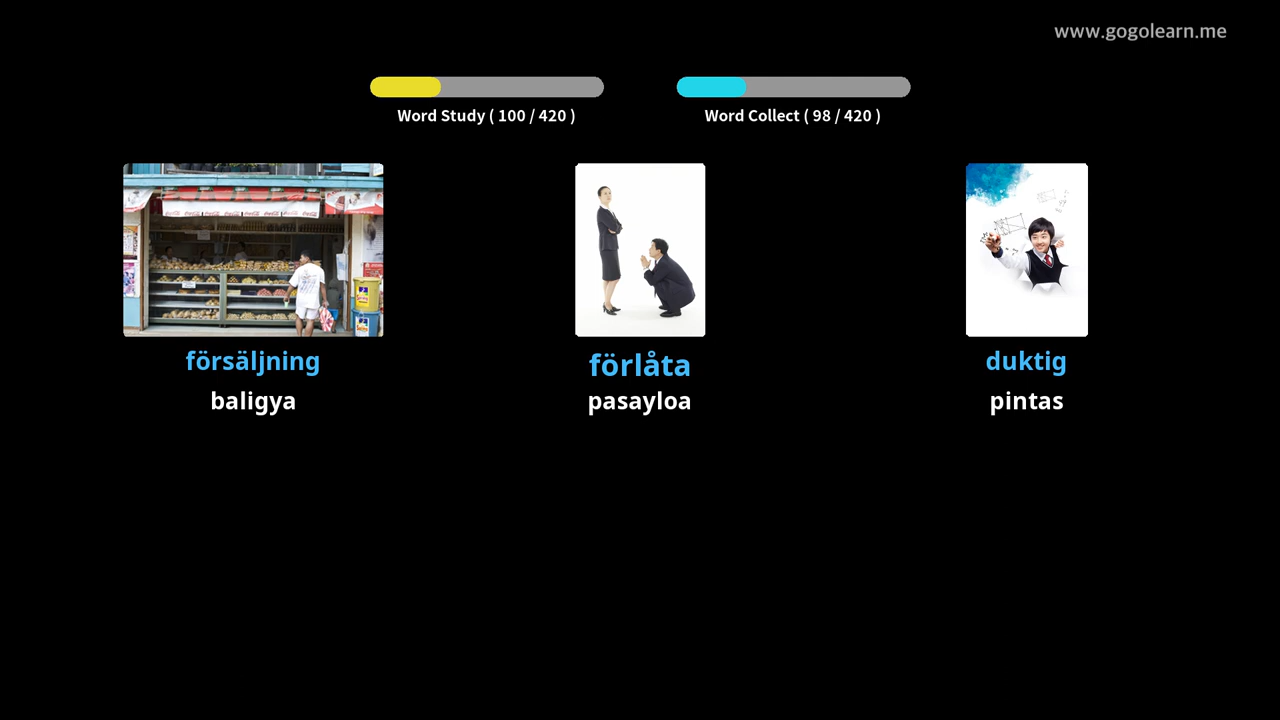 www.gogolearn.me
Word Study ( 100 / 420 )
Word Collect ( 98 / 420 )
försäljning
baligya
förlåta
pasayloa
duktig
pintas